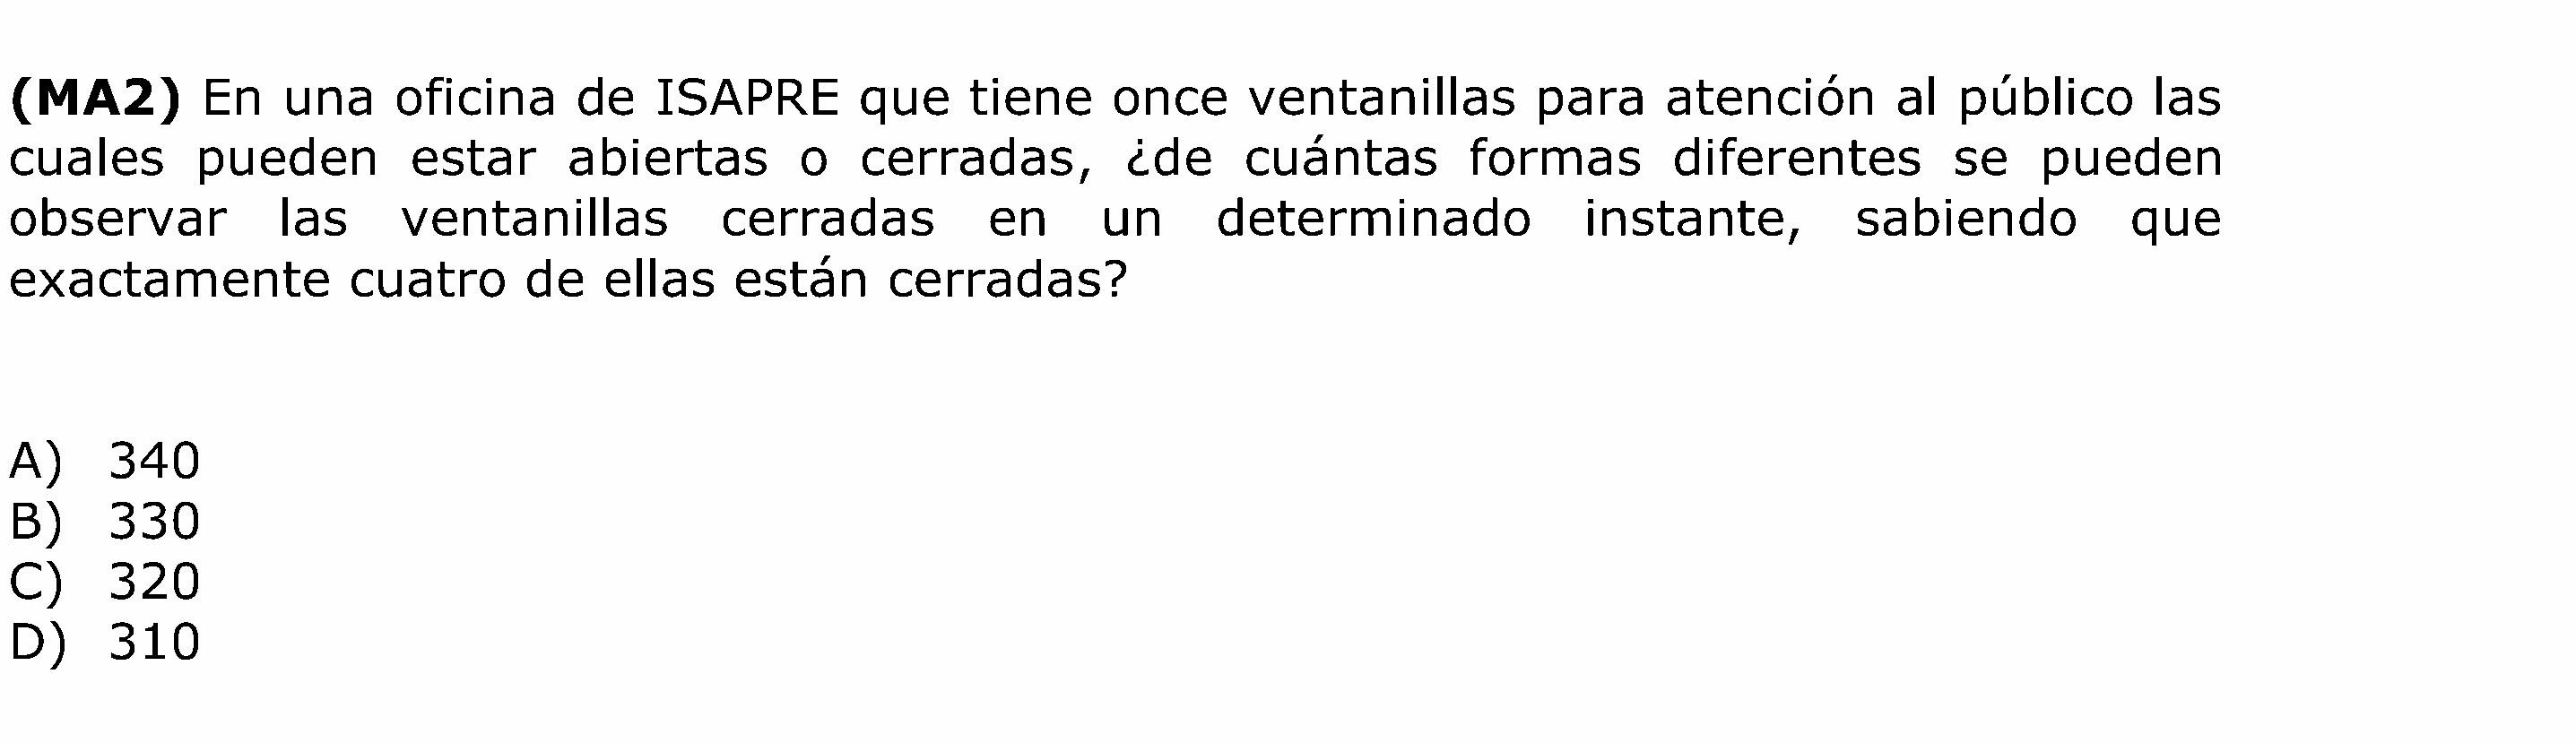 (MA2) En una oficina de ISAPRE que tiene once ventanillas para atención al público las
cuales pueden estar abiertas o cerradas, ¿de cuántas formas diferentes se pueden
observar las ventanillas cerradas en un determinado instante, sabiendo que
exactamente cuatro de ellas están cerradas?
A) 340
B) 330
C) 320
D) 310